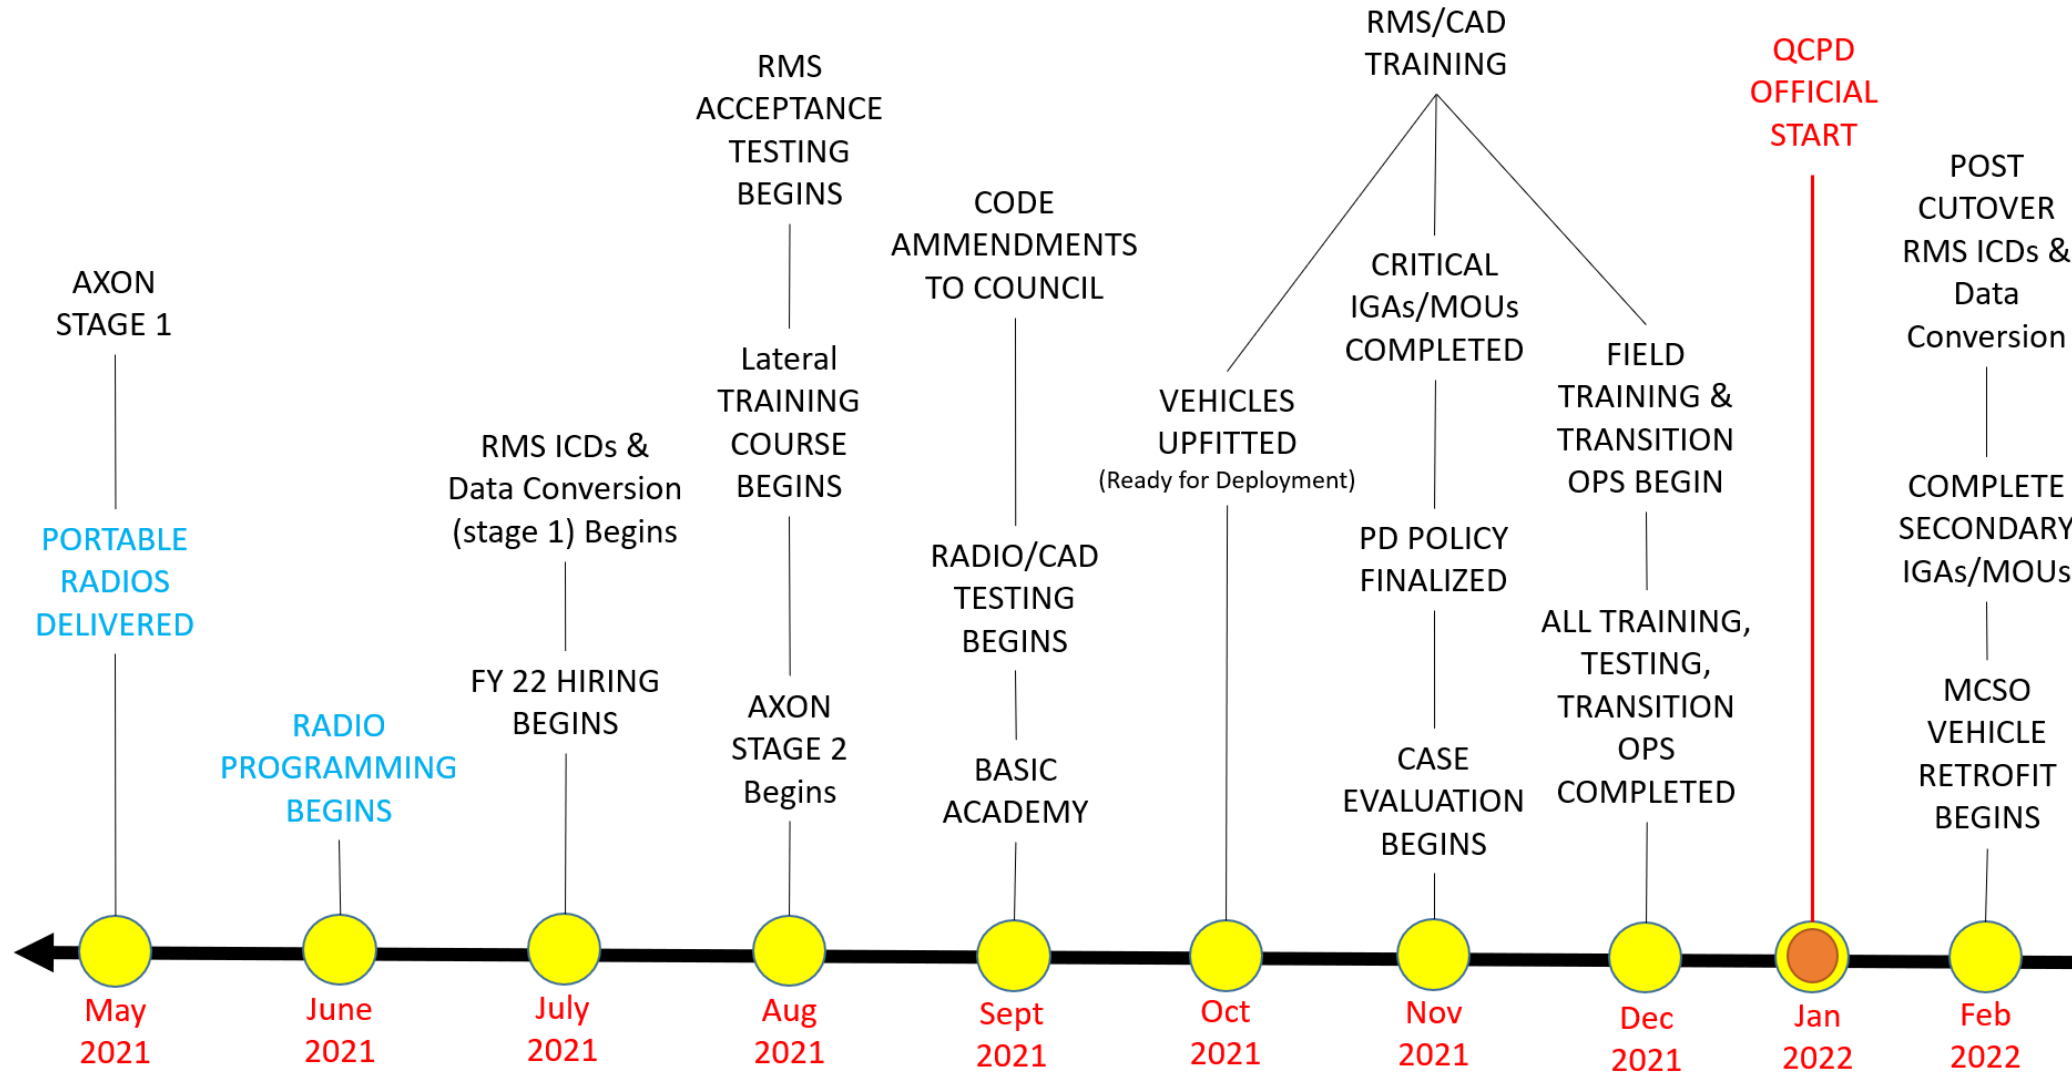 AXON
STAGE 1
PORTABLE
RADIOS
DELIVERED
May
2021
RADIO
PROGRAMMING
BEGINS
June
2021
RMS ICDs &
Data Conversion
(stage 1) Begins
FY 22 HIRING
BEGINS
July
2021
RMS
ACCEPTANCE
TESTING
BEGINS
Lateral
TRAINING
COURSE
BEGINS
AXON
STAGE 2
Begins
Aug
2021
CODE
AMMENDMENTS
TO COUNCIL
RADIO/CAD
TESTING
BEGINS
BASIC
ACADEMY
Sept
2021
RMS/CAD
TRAINING
VEHICLES
UPFITTED
(Ready for Deployment)
Oct
2021
CRITICAL
IGAs/MOUs
COMPLETED
PD POLICY
FINALIZED
CASE
EVALUATION
BEGINS
Nov
2021
FIELD
TRAINING &
TRANSITION
OPS BEGIN
ALL TRAINING,
TESTING,
TRANSITION
OPS
COMPLETED
Dec
2021
QCPD
OFFICIAL
START
Jan
2022
POST
CUTOVER
RMS ICDs &
Data
Conversion
COMPLETE
SECONDARY
IGAs/MOUs
MCSO
VEHICLE
RETROFIT
BEGINS
Feb
2022